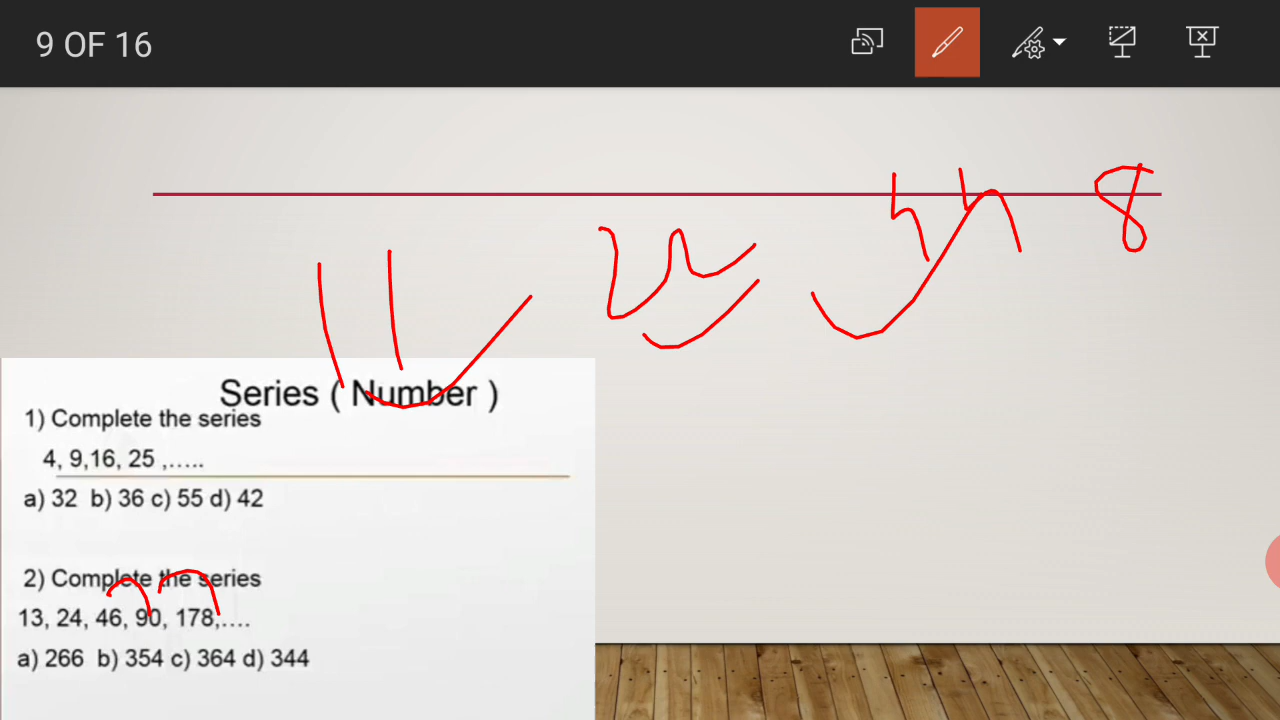 9 OF 16
11 22 44 8
Series ( Number )
1) Complete the series
4, 9,16, 25 ,.....
a) 32 b) 36 c) 55 d) 42
2) Complete the series
13, 24, 46, 90, 178,....
a) 266 b) 354 c) 364 d) 344